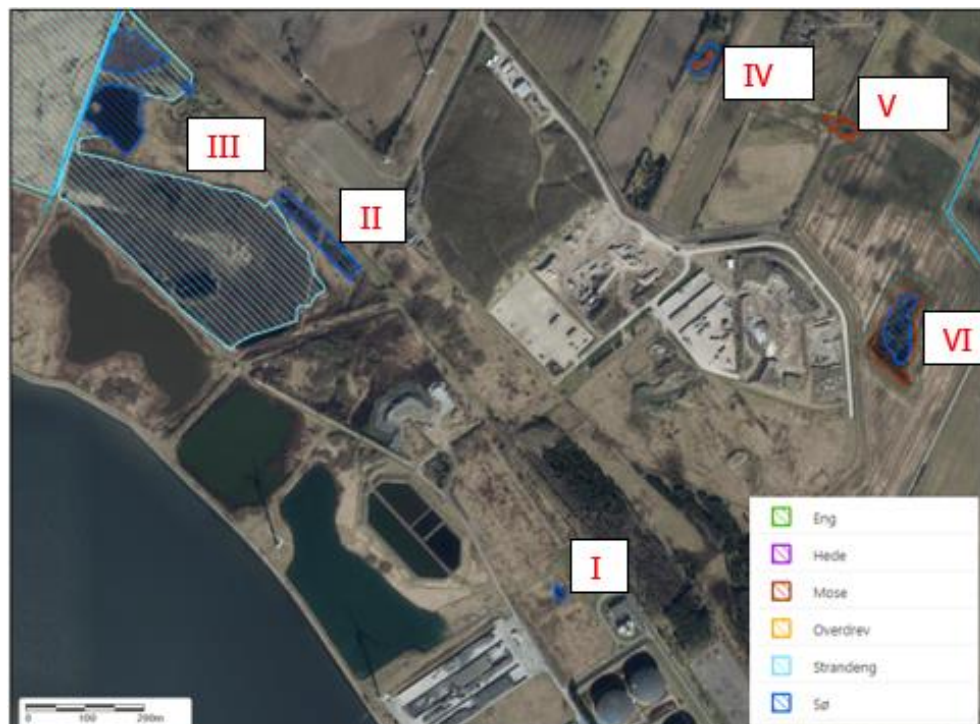 IV
V
III
II
VI
I
Eng
Hede
Mose
Overdrev
Strandeng
Sø
0 100 200m